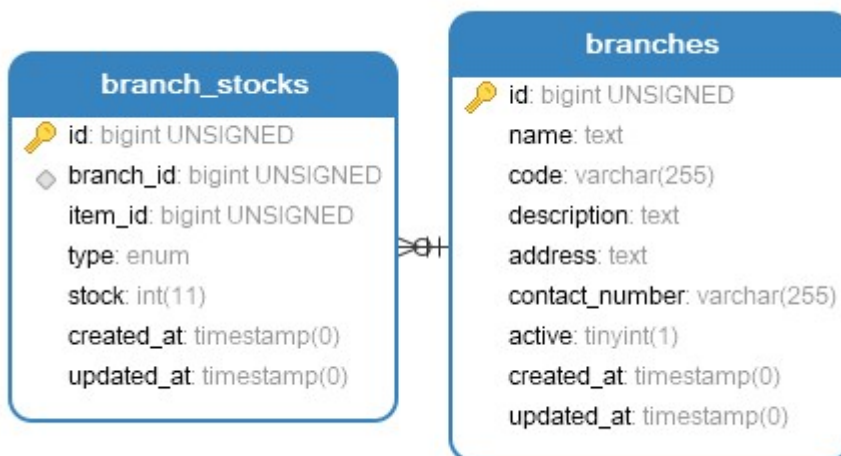 branch_stocks
id: bigint UNSIGNED
branch_id: bigint UNSIGNED
item_id: bigint UNSIGNED
type: enum
stock: int(11)
created_at: timestamp(0)
updated_at: timestamp(0)
branches
id: bigint UNSIGNED
name: text
code: varchar(255)
description: text
address: text
contact_number: varchar(255)
active: tinyint(1)
created_at: timestamp(0)
updated_at: timestamp(0)